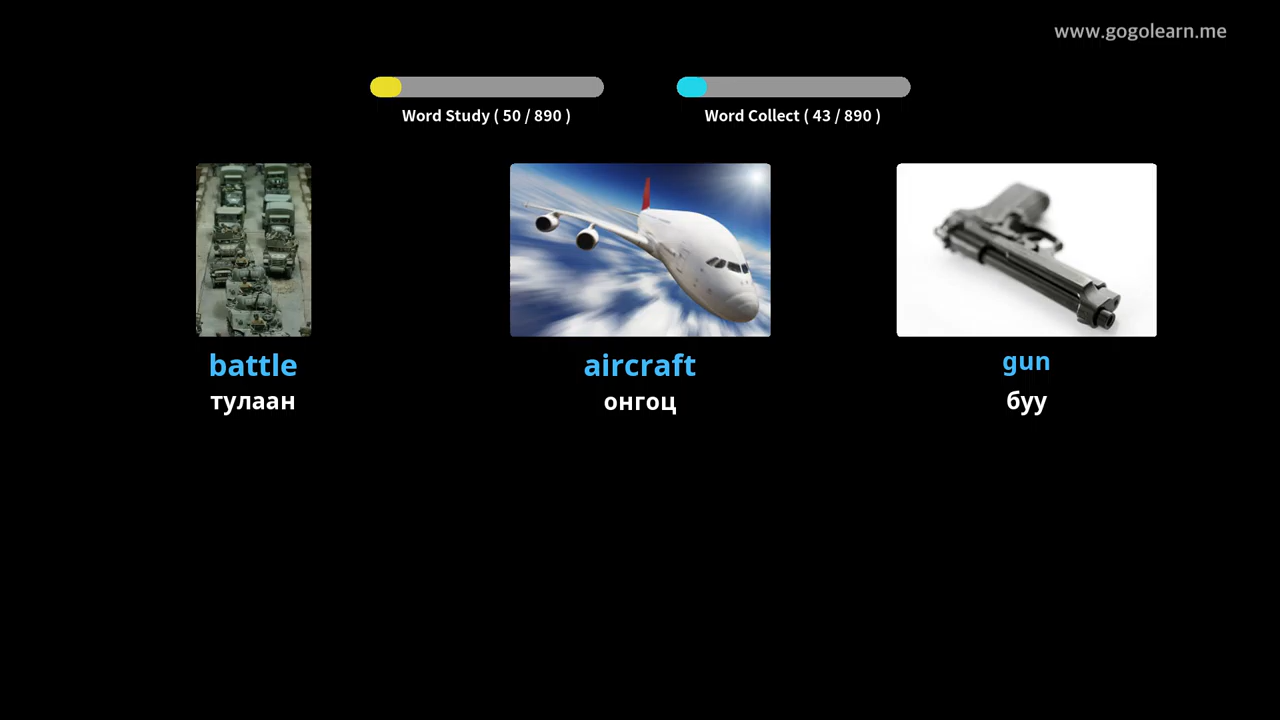 www.gogolearn.me
Word Study ( 50 / 890 )
Word Collect ( 43 / 890 )
battle
тулаан
aircraft
онгоц
gun
буу